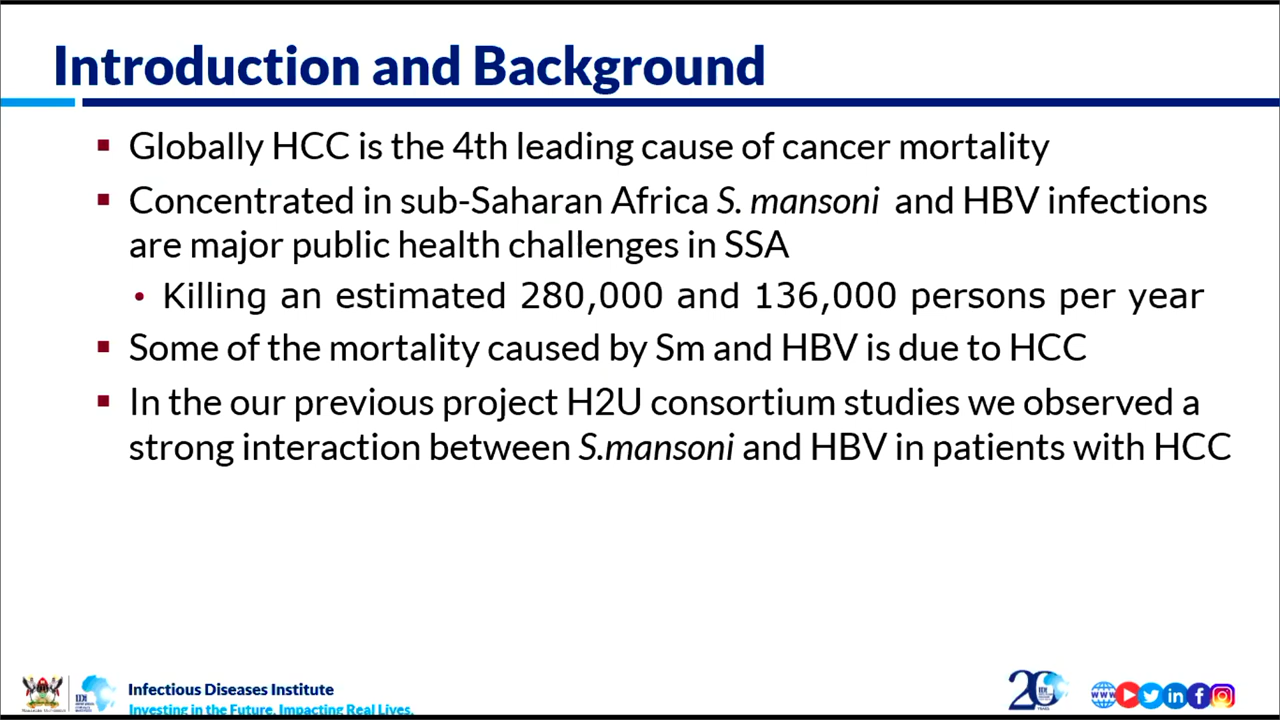 Introduction and Background
Globally HCC is the 4th leading cause of cancer mortality
Concentrated in sub-Saharan Africa S. mansoni and HBV infections
are major public health challenges in SSA
Killing an estimated 280,000 and 136,000 persons per year
Some of the mortality caused by Sm and HBV is due to HCC
In the our previous project H2U consortium studies we observed a
strong interaction between S.mansoni and HBV in patients with HCC
Infectious Diseases Institute
Investing in the Future. Impacting Real Lives.
20